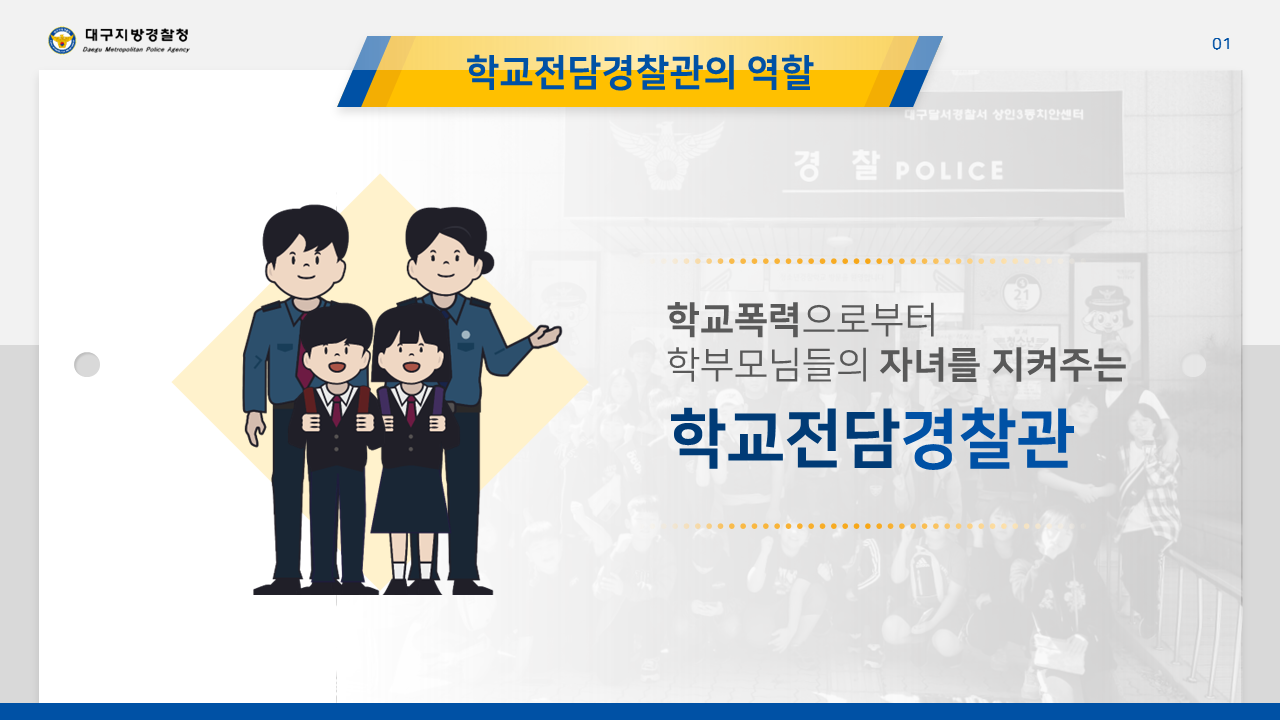 대구지방경찰청
Daegu Metropolitan Police Agency
학교전담경찰관의 역할
01
대구달서경찰서 상인3동치안센터
경 찰 POLICE
21
학교폭력으로부터
학부모님들의 자녀를 지켜주는
학교전담경찰관